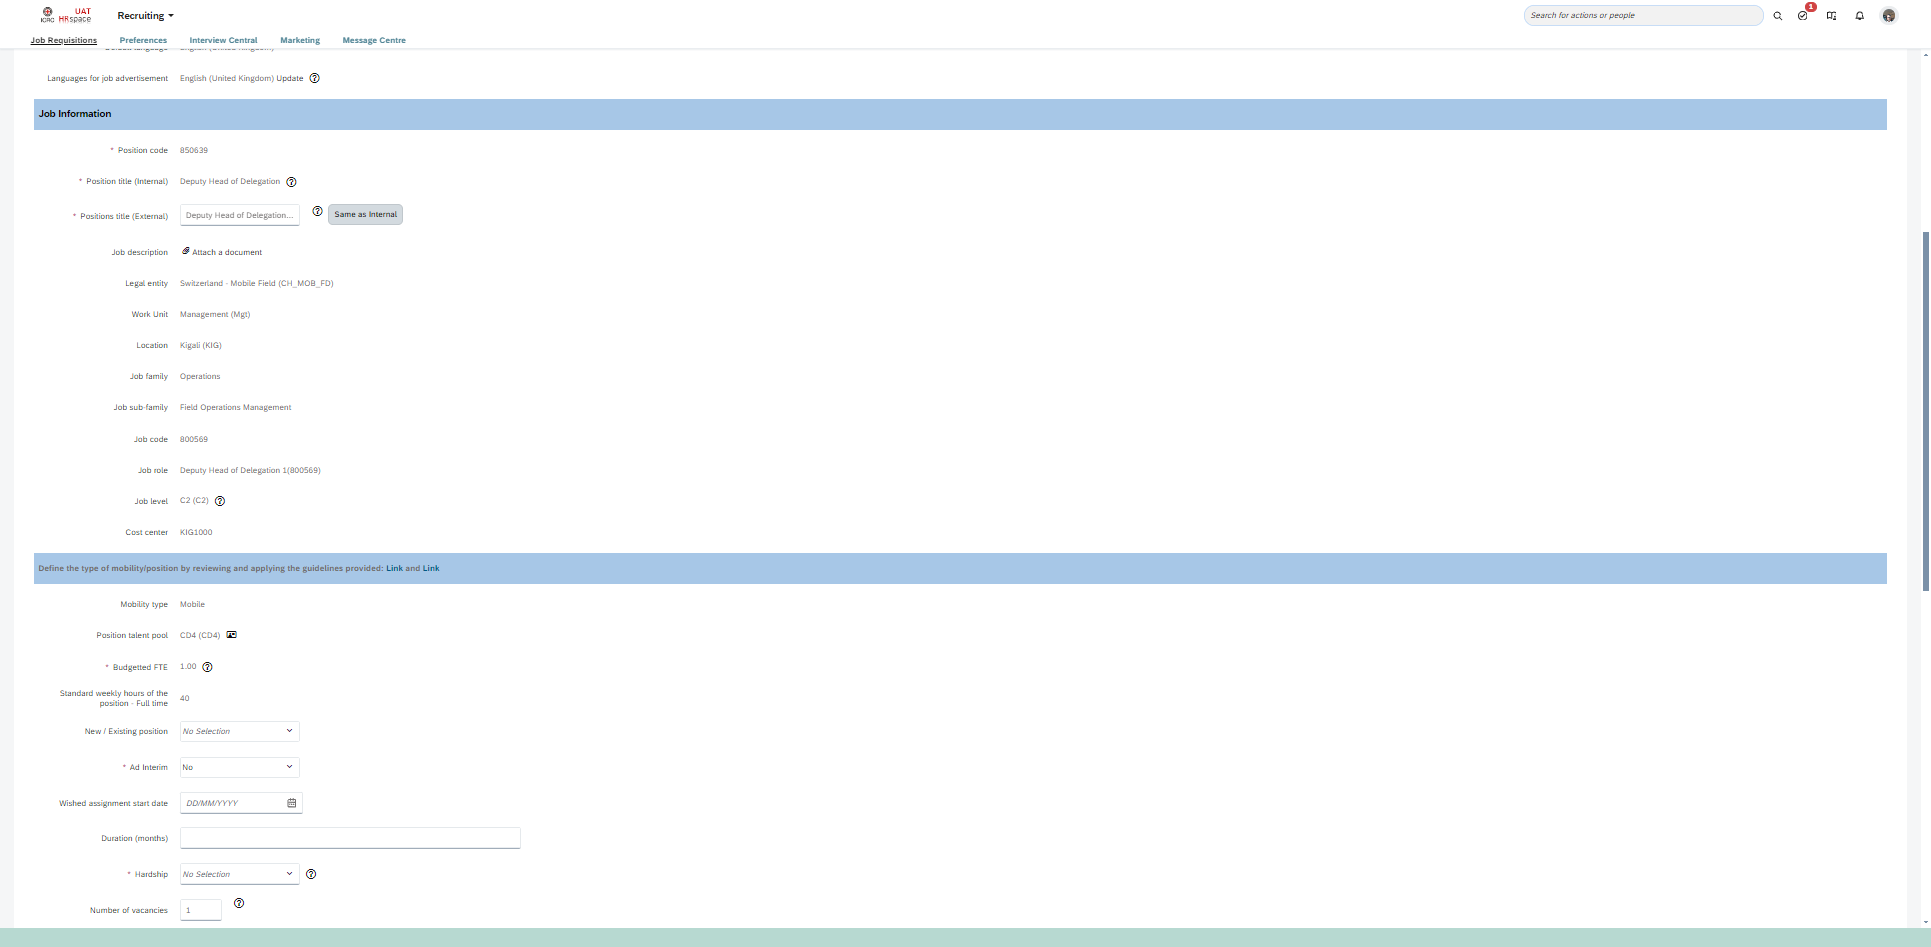 UAT
ICRC HRspace
Recruiting
Search for actions or people
1
Job Requisitions Preferences Interview Central Marketing Message Centre
Languages for job advertisement English (United Kingdom) Update
Job Information
* Position code 850639
* Position title (Internal) Deputy Head of Delegation
* Positions title (External) Deputy Head of Delegation... Same as Internal
Job description Attach a document
Legal entity Switzerland - Mobile Field (CH_MOB_FD)
Work Unit Management (Mgt)
Location Kigali (KIG)
Job family Operations
Job sub-family Field Operations Management
Job code 800569
Job role Deputy Head of Delegation 1(800569)
Job level C2 (C2)
Cost center KIG1000
Define the type of mobility/position by reviewing and applying the guidelines provided: Link and Link
Mobility type Mobile
Position talent pool CD4 (CD4)
* Budgetted FTE 1.00
Standard weekly hours of the
position - Full time 40
New / Existing position No Selection
* Ad Interim No
Wished assignment start date DD/MM/YYYY
Duration (months)
* Hardship No Selection
Number of vacancies 1